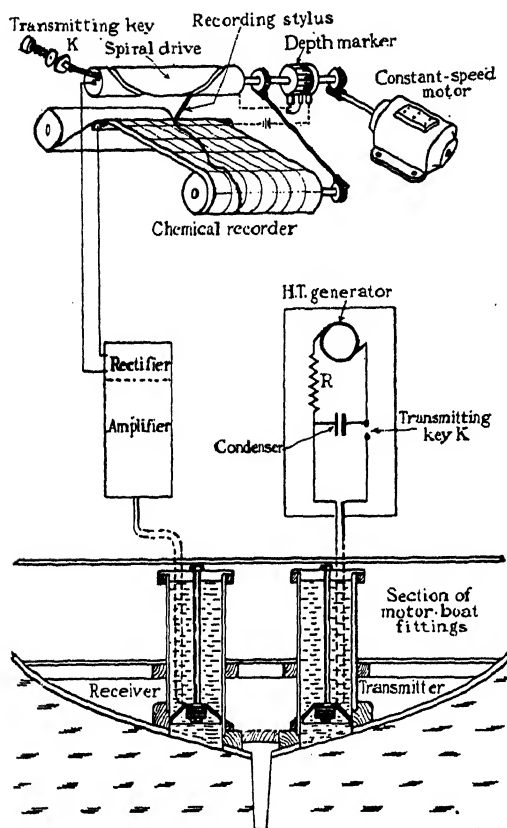 Recording stylus
Transmitting key
K
Spiral drive
Depth marker
Constant-speed
motor
Chemical recorder
H.T. generator
Rectifier
R
Amplifier
Condenser
Transmitting
key K
Section of
motor-boat
fittings
Receiver
Transmitter